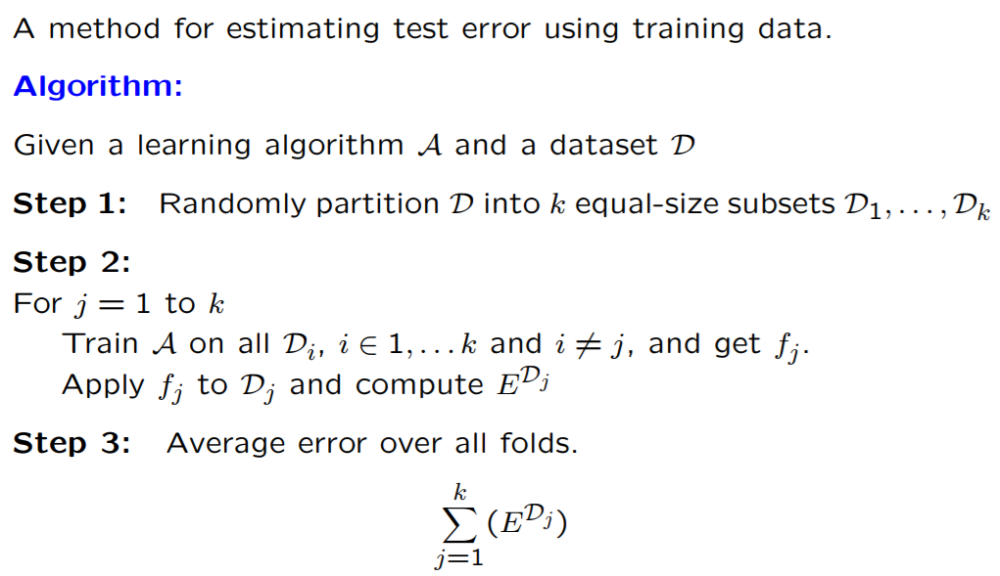 A method for estimating test error using training data.
Algorithm:
Given a learning algorithm $\mathcal{A}$ and a dataset $\mathcal{D}$
Step 1: Randomly partition $\mathcal{D}$ into $k$ equal-size subsets $\mathcal{D}_1, \ldots, \mathcal{D}_k$
Step 2:
For $j = 1$ to $k$
Train $\mathcal{A}$ on all $\mathcal{D}_i$, $i \in 1, \ldots k$ and $i \neq j$, and get $f_j$.
Apply $f_j$ to $\mathcal{D}_j$ and compute $E^{\mathcal{D}_j}$
Step 3: Average error over all folds.
$\sum_{j=1}^{k} (E^{\mathcal{D}_j})$